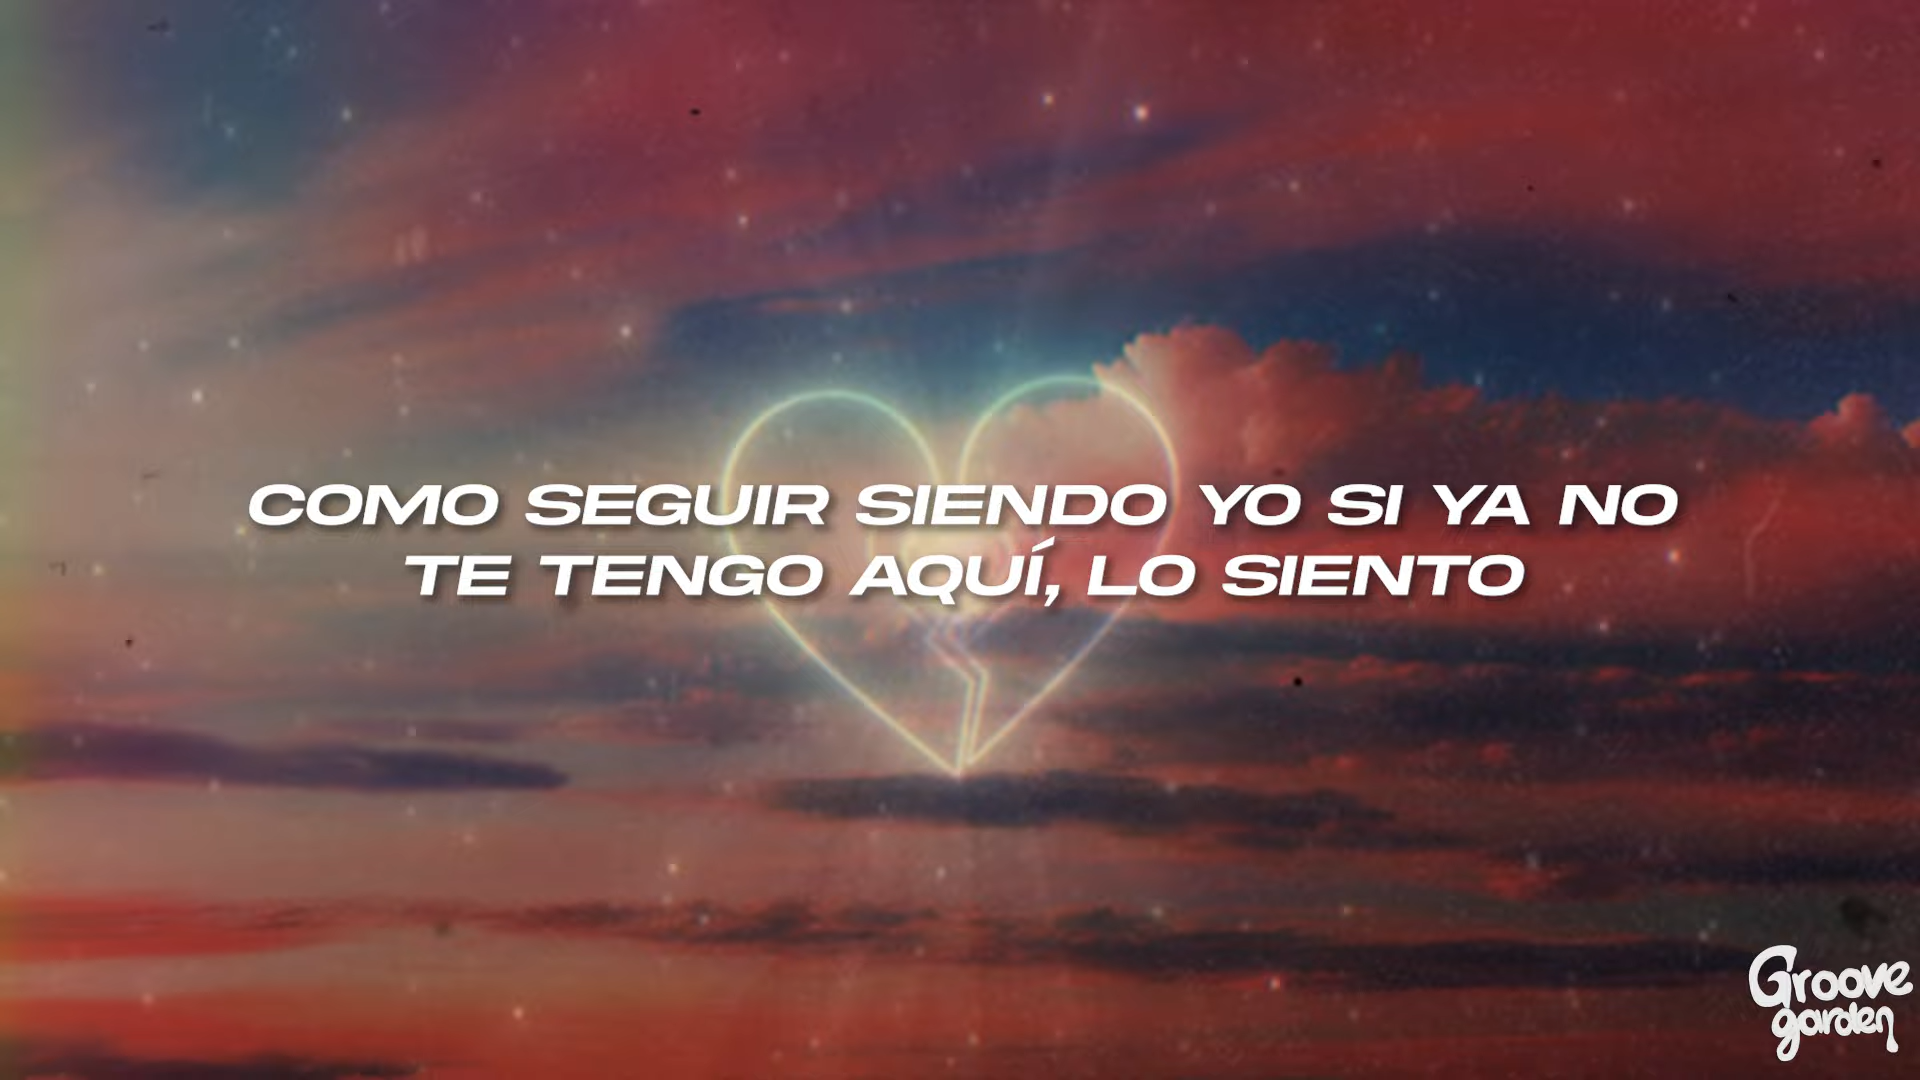 COMO SEGUIR SIENDO YO SI YA NO
TE TENGO AQUÍ, LO SIENTO
Groove
garden